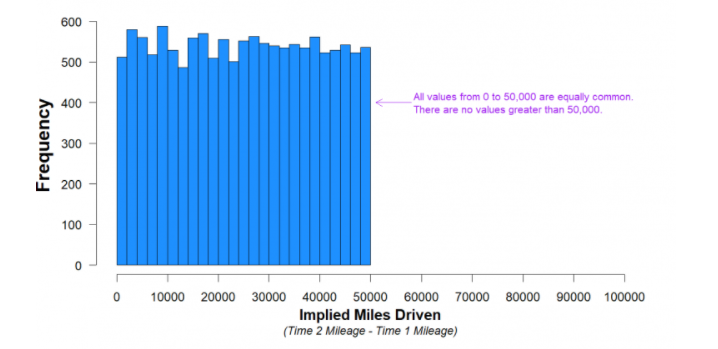 600
500
400
300
200
100
0
Frequency
All values from 0 to 50,000 are equally common.
There are no values greater than 50,000.
0 10000 20000 30000 40000 50000 60000 70000 80000 90000 100000
Implied Miles Driven
(Time 2 Mileage - Time 1 Mileage)